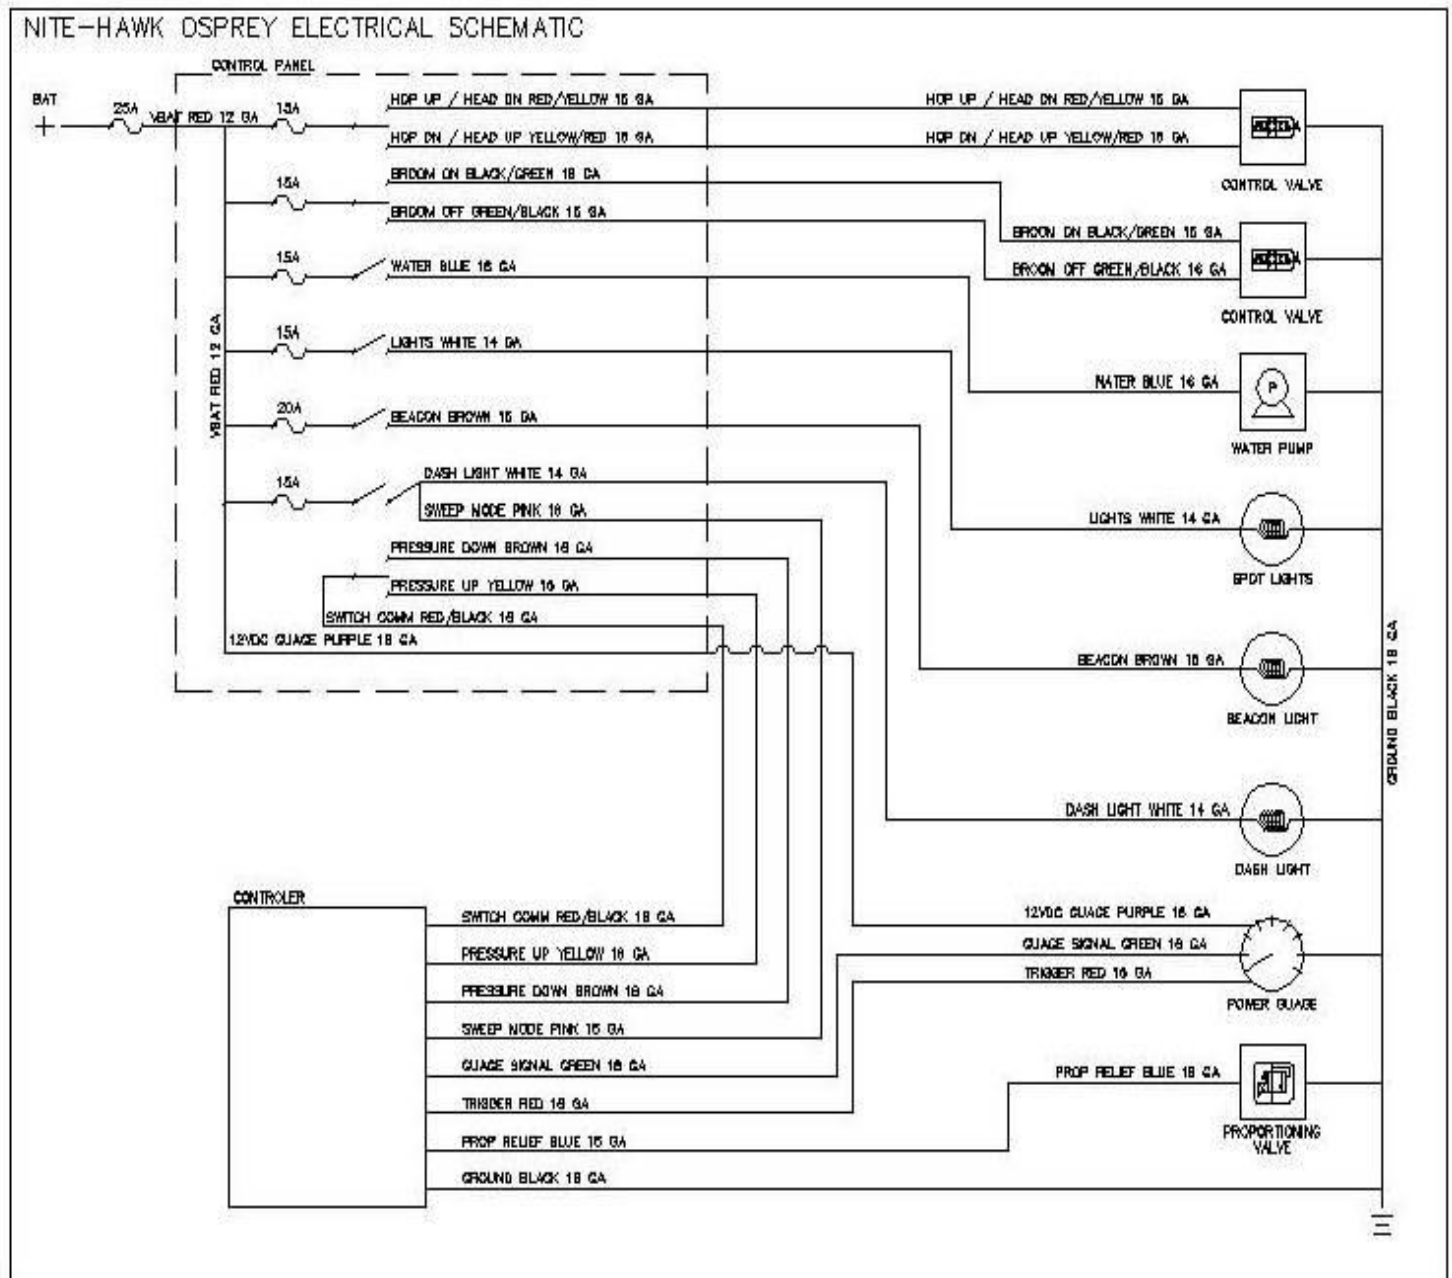 NITE-HAWK OSPREY ELECTRICAL SCHEMATIC
CONTROL PANEL
BAT
25A
VBAT RED 12 GA
15A
HOP UP / HEAD DN RED/YELLOW 16 GA
HOP UP / HEAD DN RED/YELLOW 16 GA
HOP DN / HEAD UP YELLOW/RED 16 GA
HOP DN / HEAD UP YELLOW/RED 16 GA
CONTROL VALVE
15A
BROOM ON BLACK/GREEN 16 GA
BROOM OFF GREEN/BLACK 16 GA
BROOM ON BLACK/GREEN 16 GA
BROOM OFF GREEN/BLACK 16 GA
CONTROL VALVE
15A
WATER BLUE 16 GA
VBAT RED 12 GA
15A
LIGHTS WHITE 14 GA
WATER BLUE 16 GA
P
WATER PUMP
20A
BEACON BROWN 16 GA
15A
DASH LIGHT WHITE 14 GA
SWEEP MODE PINK 16 GA
LIGHTS WHITE 14 GA
SPOT LIGHTS
PRESSURE DOWN BROWN 16 GA
PRESSURE UP YELLOW 16 GA
SWITCH COMM RED/BLACK 16 GA
12VDC GUAGE PURPLE 16 GA
BEACON BROWN 16 GA
BEACON LIGHT
GROUND BLACK 16 GA
DASH LIGHT WHITE 14 GA
DASH LIGHT
CONTROLER
SWITCH COMM RED/BLACK 16 GA
PRESSURE UP YELLOW 16 GA
PRESSURE DOWN BROWN 16 GA
SWEEP MODE PINK 16 GA
GUAGE SIGNAL GREEN 16 GA
TRIGGER RED 16 GA
PROP RELIEF BLUE 16 GA
GROUND BLACK 16 GA
12VDC GUAGE PURPLE 16 GA
GUAGE SIGNAL GREEN 16 GA
TRIGGER RED 16 GA
POWER GUAGE
PROP RELIEF BLUE 16 GA
PROPORTIONING
VALVE